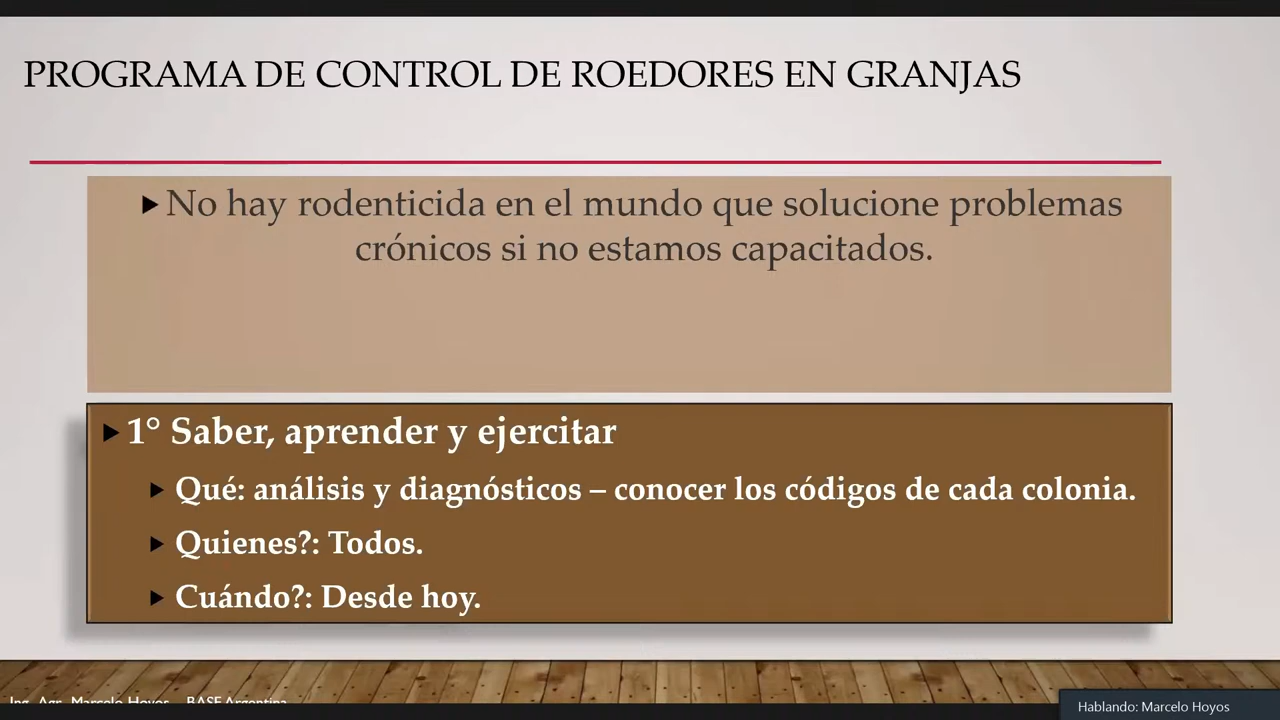 PROGRAMA DE CONTROL DE ROEDORES EN GRANJAS
No hay rodenticida en el mundo que solucione problemas
crónicos si no estamos capacitados.
1° Saber, aprender y ejercitar
Qué: análisis y diagnósticos – conocer los códigos de cada colonia.
Quienes?: Todos.
Cuándo?: Desde hoy.
Ing. Agr. Marcelo Hoyos – BASF Argentina
Hablando: Marcelo Hoyos